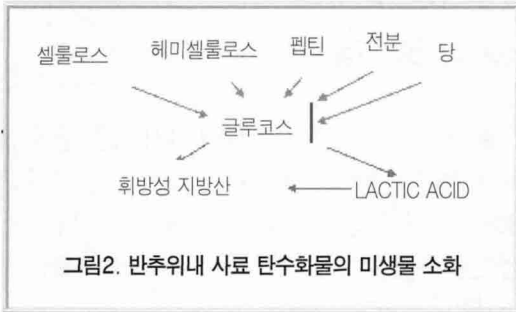 셀룰로스 헤미셀룰로스 펩틴 전분 당
글루코스
휘방성 지방산 LACTIC ACID
그림2. 반추위내 사료 탄수화물의 미생물 소화